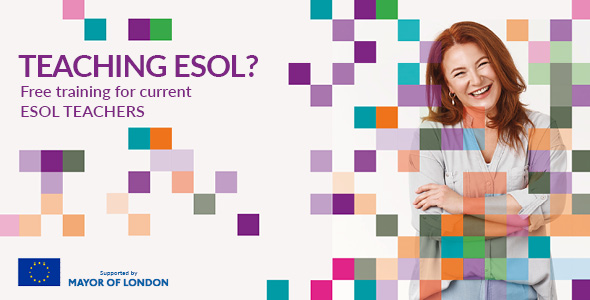 TEACHING ESOL?
Free training for current
ESOL TEACHERS
Supported by
MAYOR OF LONDON